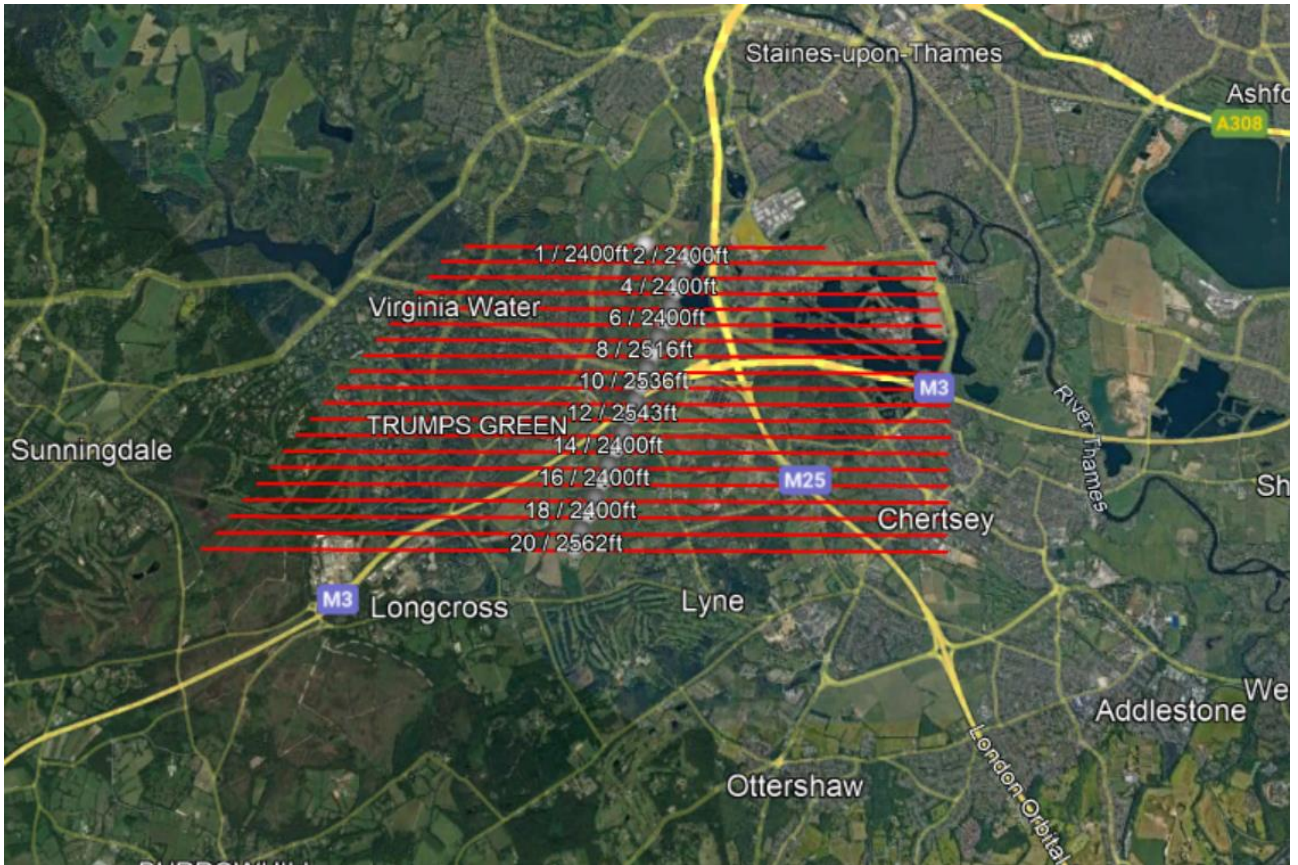 Staines-upon-Thames
Ashfo
A308
1 / 2400ft
2 / 2400ft
4 / 2400ft
Virginia Water
6 / 2400ft
8 / 2516ft
10 / 2536ft
M3
12 / 2543ft
TRUMPS GREEN
River Thames
14 / 2400ft
Sunningdale
16 / 2400ft
M25
Sh
18 / 2400ft
Chertsey
20 / 2562ft
M3
Longcross
Lyne
We
Addlestone
London Orbital
Ottershaw